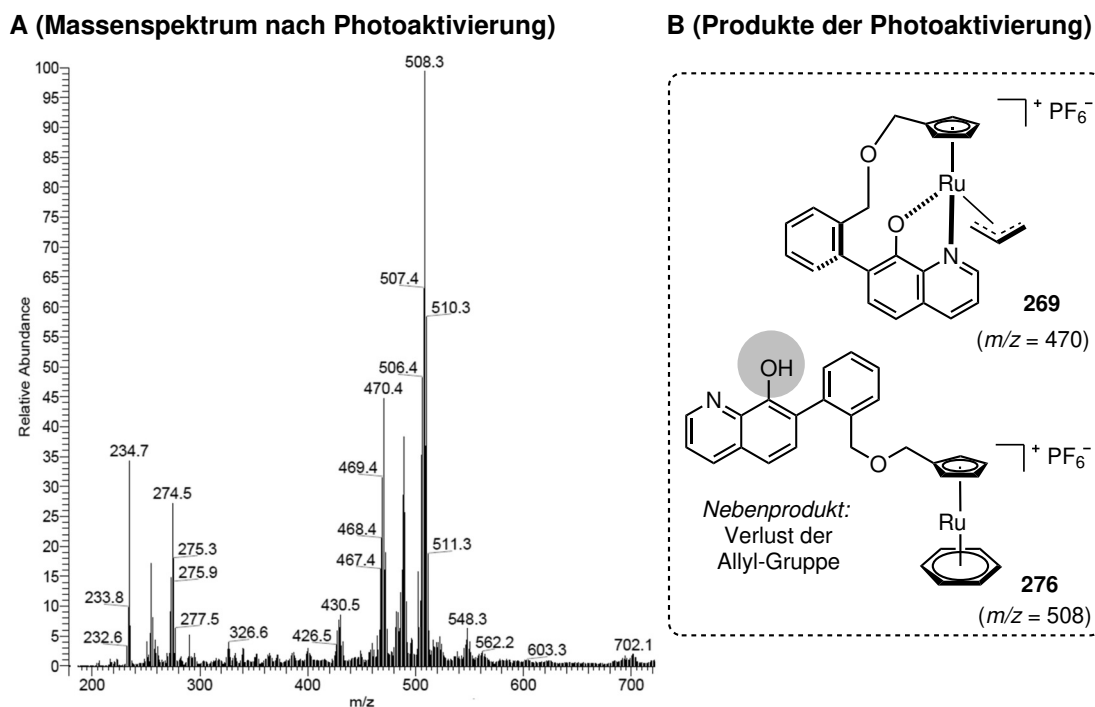 A (Massenspektrum nach Photoaktivierung)
B (Produkte der Photoaktivierung)
Relative Abundance
100
95
90
85
80
75
70
65
60
55
50
45
40
35
30
25
20
15
10
5
0
508.3
507.4
510.3
506.4
470.4
469.4
468.4
467.4
511.3
234.7
274.5
275.3
275.9
233.8
277.5
232.6
326.6
426.5
430.5
548.3
562.2
603.3
702.1
200
300
400
500
600
700
m/z
+ PF6−
O
Ru
O
N
269
(m/z = 470)
OH
N
O
+ PF6−
Ru
Nebenprodukt:
Verlust der
Allyl-Gruppe
276
(m/z = 508)